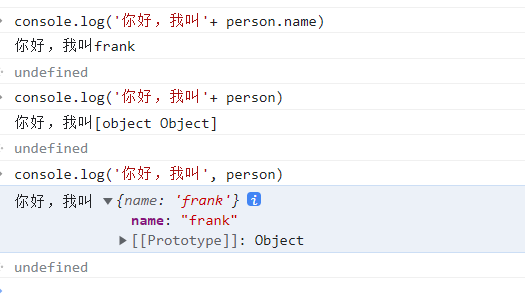 console.log('你好，我叫'+ person.name)
你好，我叫frank
undefined
console.log('你好，我叫'+ person)
你好，我叫[object Object]
undefined
console.log('你好，我叫', person)
你好，我叫 ▼{name: 'frank'} i
name: "frank"
▶[[Prototype]]: Object
undefined